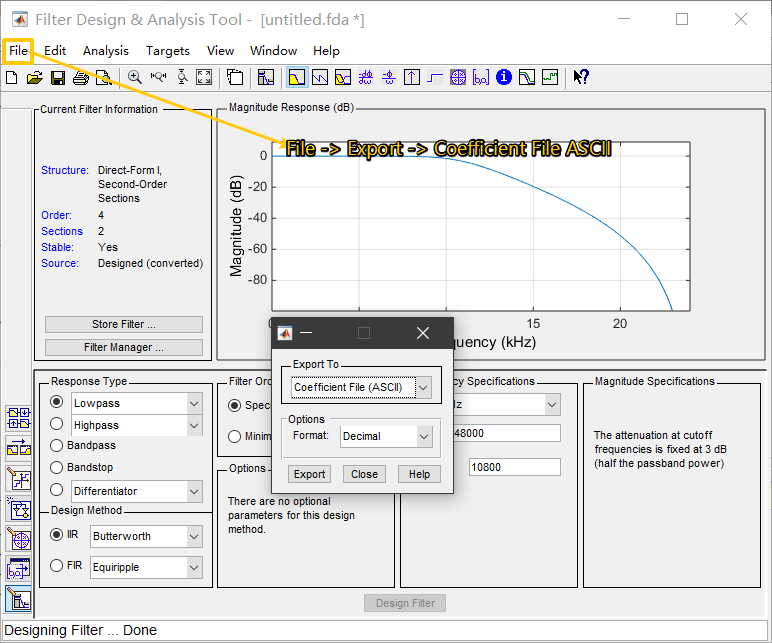 Filter Design & Analysis Tool - [untitled.fda *]
File Edit Analysis Targets View Window Help
Current Filter Information
Structure: Direct-Form I,
Second-Order
Sections
Order: 4
Sections 2
Stable: Yes
Source: Designed (converted)
Store Filter ...
Filter Manager ...
Magnitude Response (dB)
File -> Export -> Coefficient File ASCII
Magnitude (dB)
0
-20
-40
-60
-80
15
20
quency (kHz)
Export To
Coefficient File (ASCII)
Options
Format: Decimal
Export Close Help
Response Type
Lowpass
Highpass
Bandpass
Bandstop
Differentiator
Design Method
IIR Butterworth
FIR Equiripple
Filter Ord
Spec
Minim
Options
There are no optional
parameters for this design
method.
cy Specifications
Hz
48000
10800
Magnitude Specifications
The attenuation at cutoff
frequencies is fixed at 3 dB
(half the passband power)
Design Filter
Designing Filter ... Done